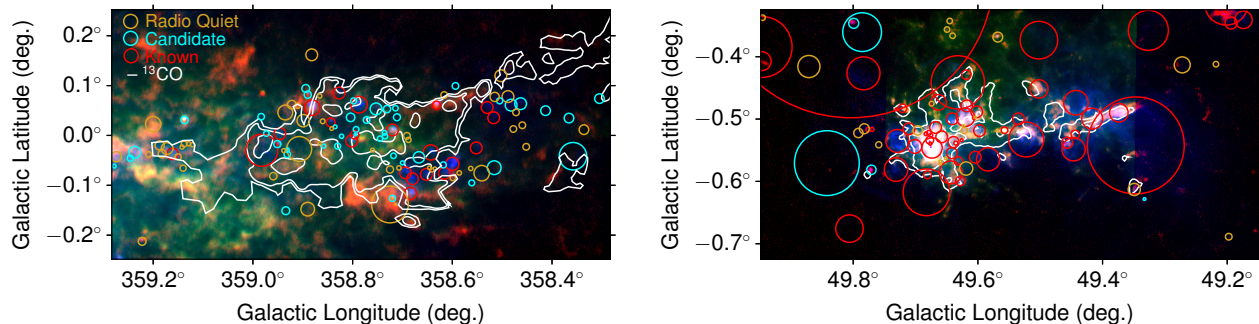 Radio Quiet
Candidate
Known
– ¹³CO
Galactic Latitude (deg.)
0.2°
0.1°
0.0°
−0.1°
−0.2°
359.2° 359.0° 358.8° 358.6° 358.4°
Galactic Longitude (deg.)
Galactic Latitude (deg.)
−0.4°
−0.5°
−0.6°
−0.7°
49.8° 49.6° 49.4° 49.2°
Galactic Longitude (deg.)